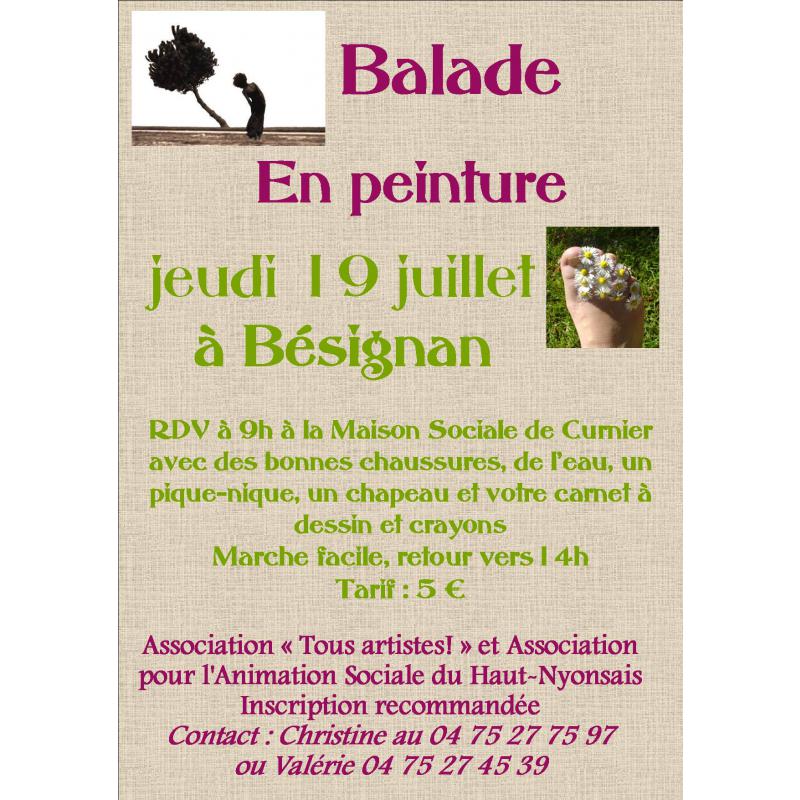 Balade
En peinture
jeudi 19 juillet
à Bésignan
RDV à 9h à la Maison Sociale de Curnier
avec des bonnes chaussures, de l'eau, un
pique-nique, un chapeau et votre carnet à
dessin et crayons
Marche facile, retour vers 14h
Tarif : 5 €
Association « Tous artistes! » et Association
pour l'Animation Sociale du Haut-Nyonsais
Inscription recommandée
Contact : Christine au 04 75 27 75 97
ou Valérie 04 75 27 45 39